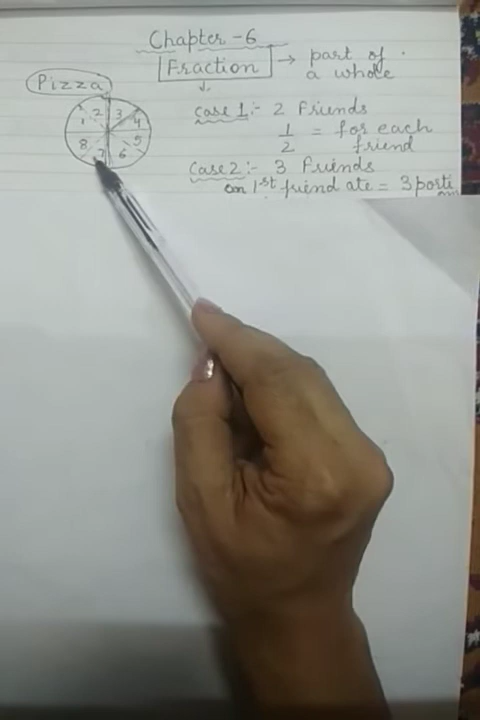 Chapter - 6
Fraction → part of a whole
Pizza
1 2 3 4 5 6 7 8
Case 1:- 2 Friends
1/2 = for each friend
Case 2:- 3 Friends
1st friend ate = 3 porti